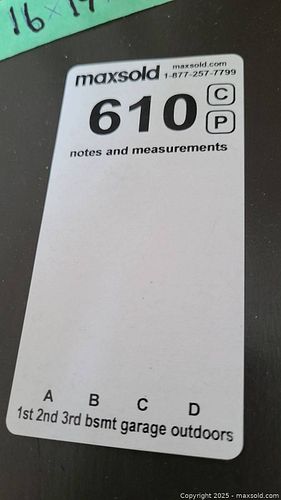 16 x 1
maxsold maxsold.com
1-877-257-7799
610 C
P
notes and measurements
A B C D
1st 2nd 3rd bsmt garage outdoors
Copyright 2025 - maxsold.com